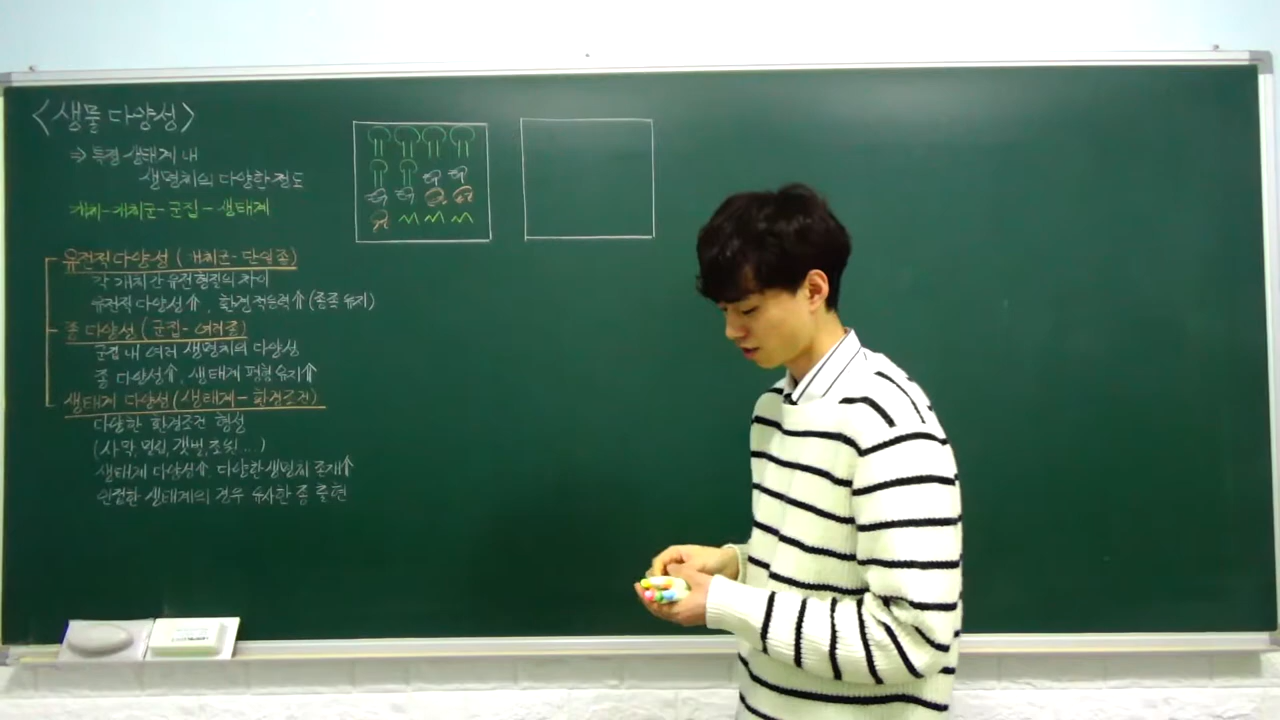 <생물 다양성>
⇒ 특정 생태계 내
생명체의 다양한 정도
개체-개체군-군집-생태계
유전적 다양성 (개체군-단일종)
각 개체 간 유전형질의 차이
유전적 다양성⇑, 환경적응력⇑ (종족 유지)
종 다양성 (군집-여러종)
군집 내 여러 생명체의 다양성
종 다양성⇑, 생태계 평형 유지⇑
생태계 다양성 (생태계-환경조건)
다양한 환경조건 형성
(사막, 밀림, 갯벌, 초원...)
생태계 다양성⇑, 다양한 생명체 존재⇑
인접한 생태계의 경우 유사한 종 출현